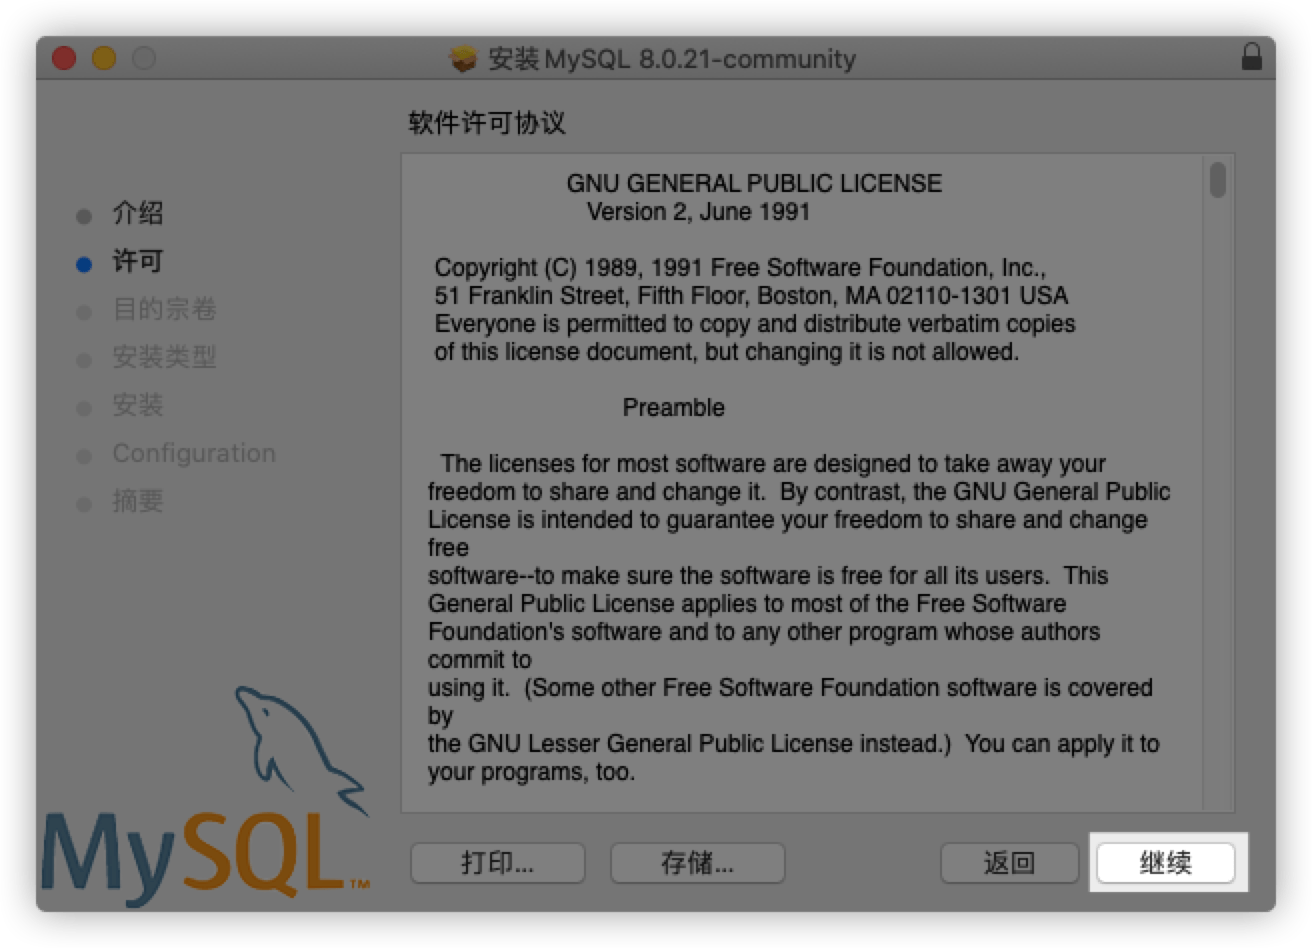 安装 MySQL 8.0.21-community
软件许可协议
介绍
许可
目的宗卷
安装类型
安装
Configuration
摘要
GNU GENERAL PUBLIC LICENSE
Version 2, June 1991
Copyright (C) 1989, 1991 Free Software Foundation, Inc.,
51 Franklin Street, Fifth Floor, Boston, MA 02110-1301 USA
Everyone is permitted to copy and distribute verbatim copies
of this license document, but changing it is not allowed.
Preamble
The licenses for most software are designed to take away your
freedom to share and change it.  By contrast, the GNU General Public
License is intended to guarantee your freedom to share and change
free
software--to make sure the software is free for all its users.  This
General Public License applies to most of the Free Software
Foundation's software and to any other program whose authors
commit to
using it.  (Some other Free Software Foundation software is covered
by
the GNU Lesser General Public License instead.)  You can apply it to
your programs, too.
MySQL™
打印...
存储...
返回
继续